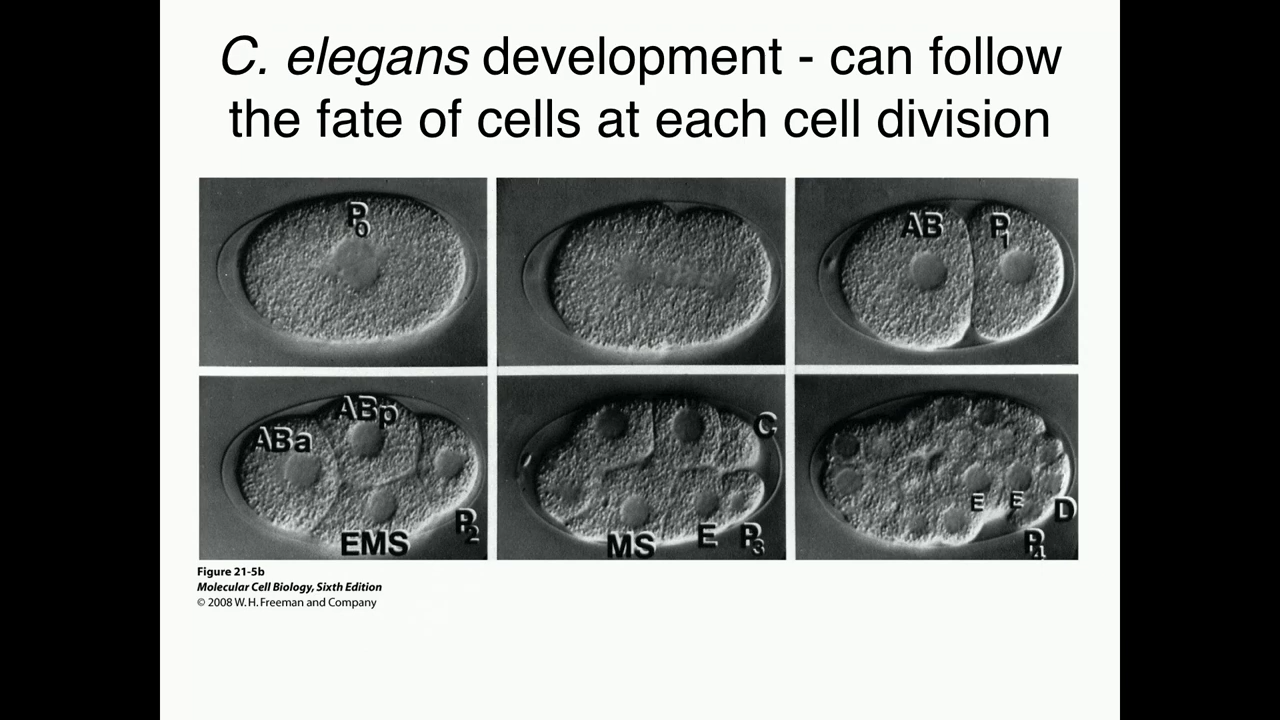 C. elegans development - can follow
the fate of cells at each cell division
P0
AB P1
ABp
ABa
P2
EMS
C
MS E P3
E E D
P4
Figure 21-5b
Molecular Cell Biology, Sixth Edition
© 2008 W. H. Freeman and Company